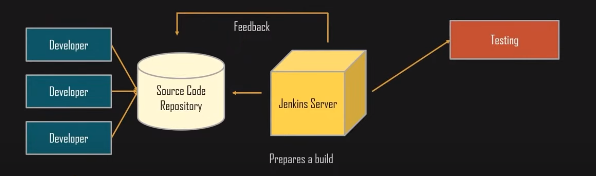 Feedback
Developer
Developer
Developer
Source Code
Repository
Jenkins Server
Prepares a build
Testing